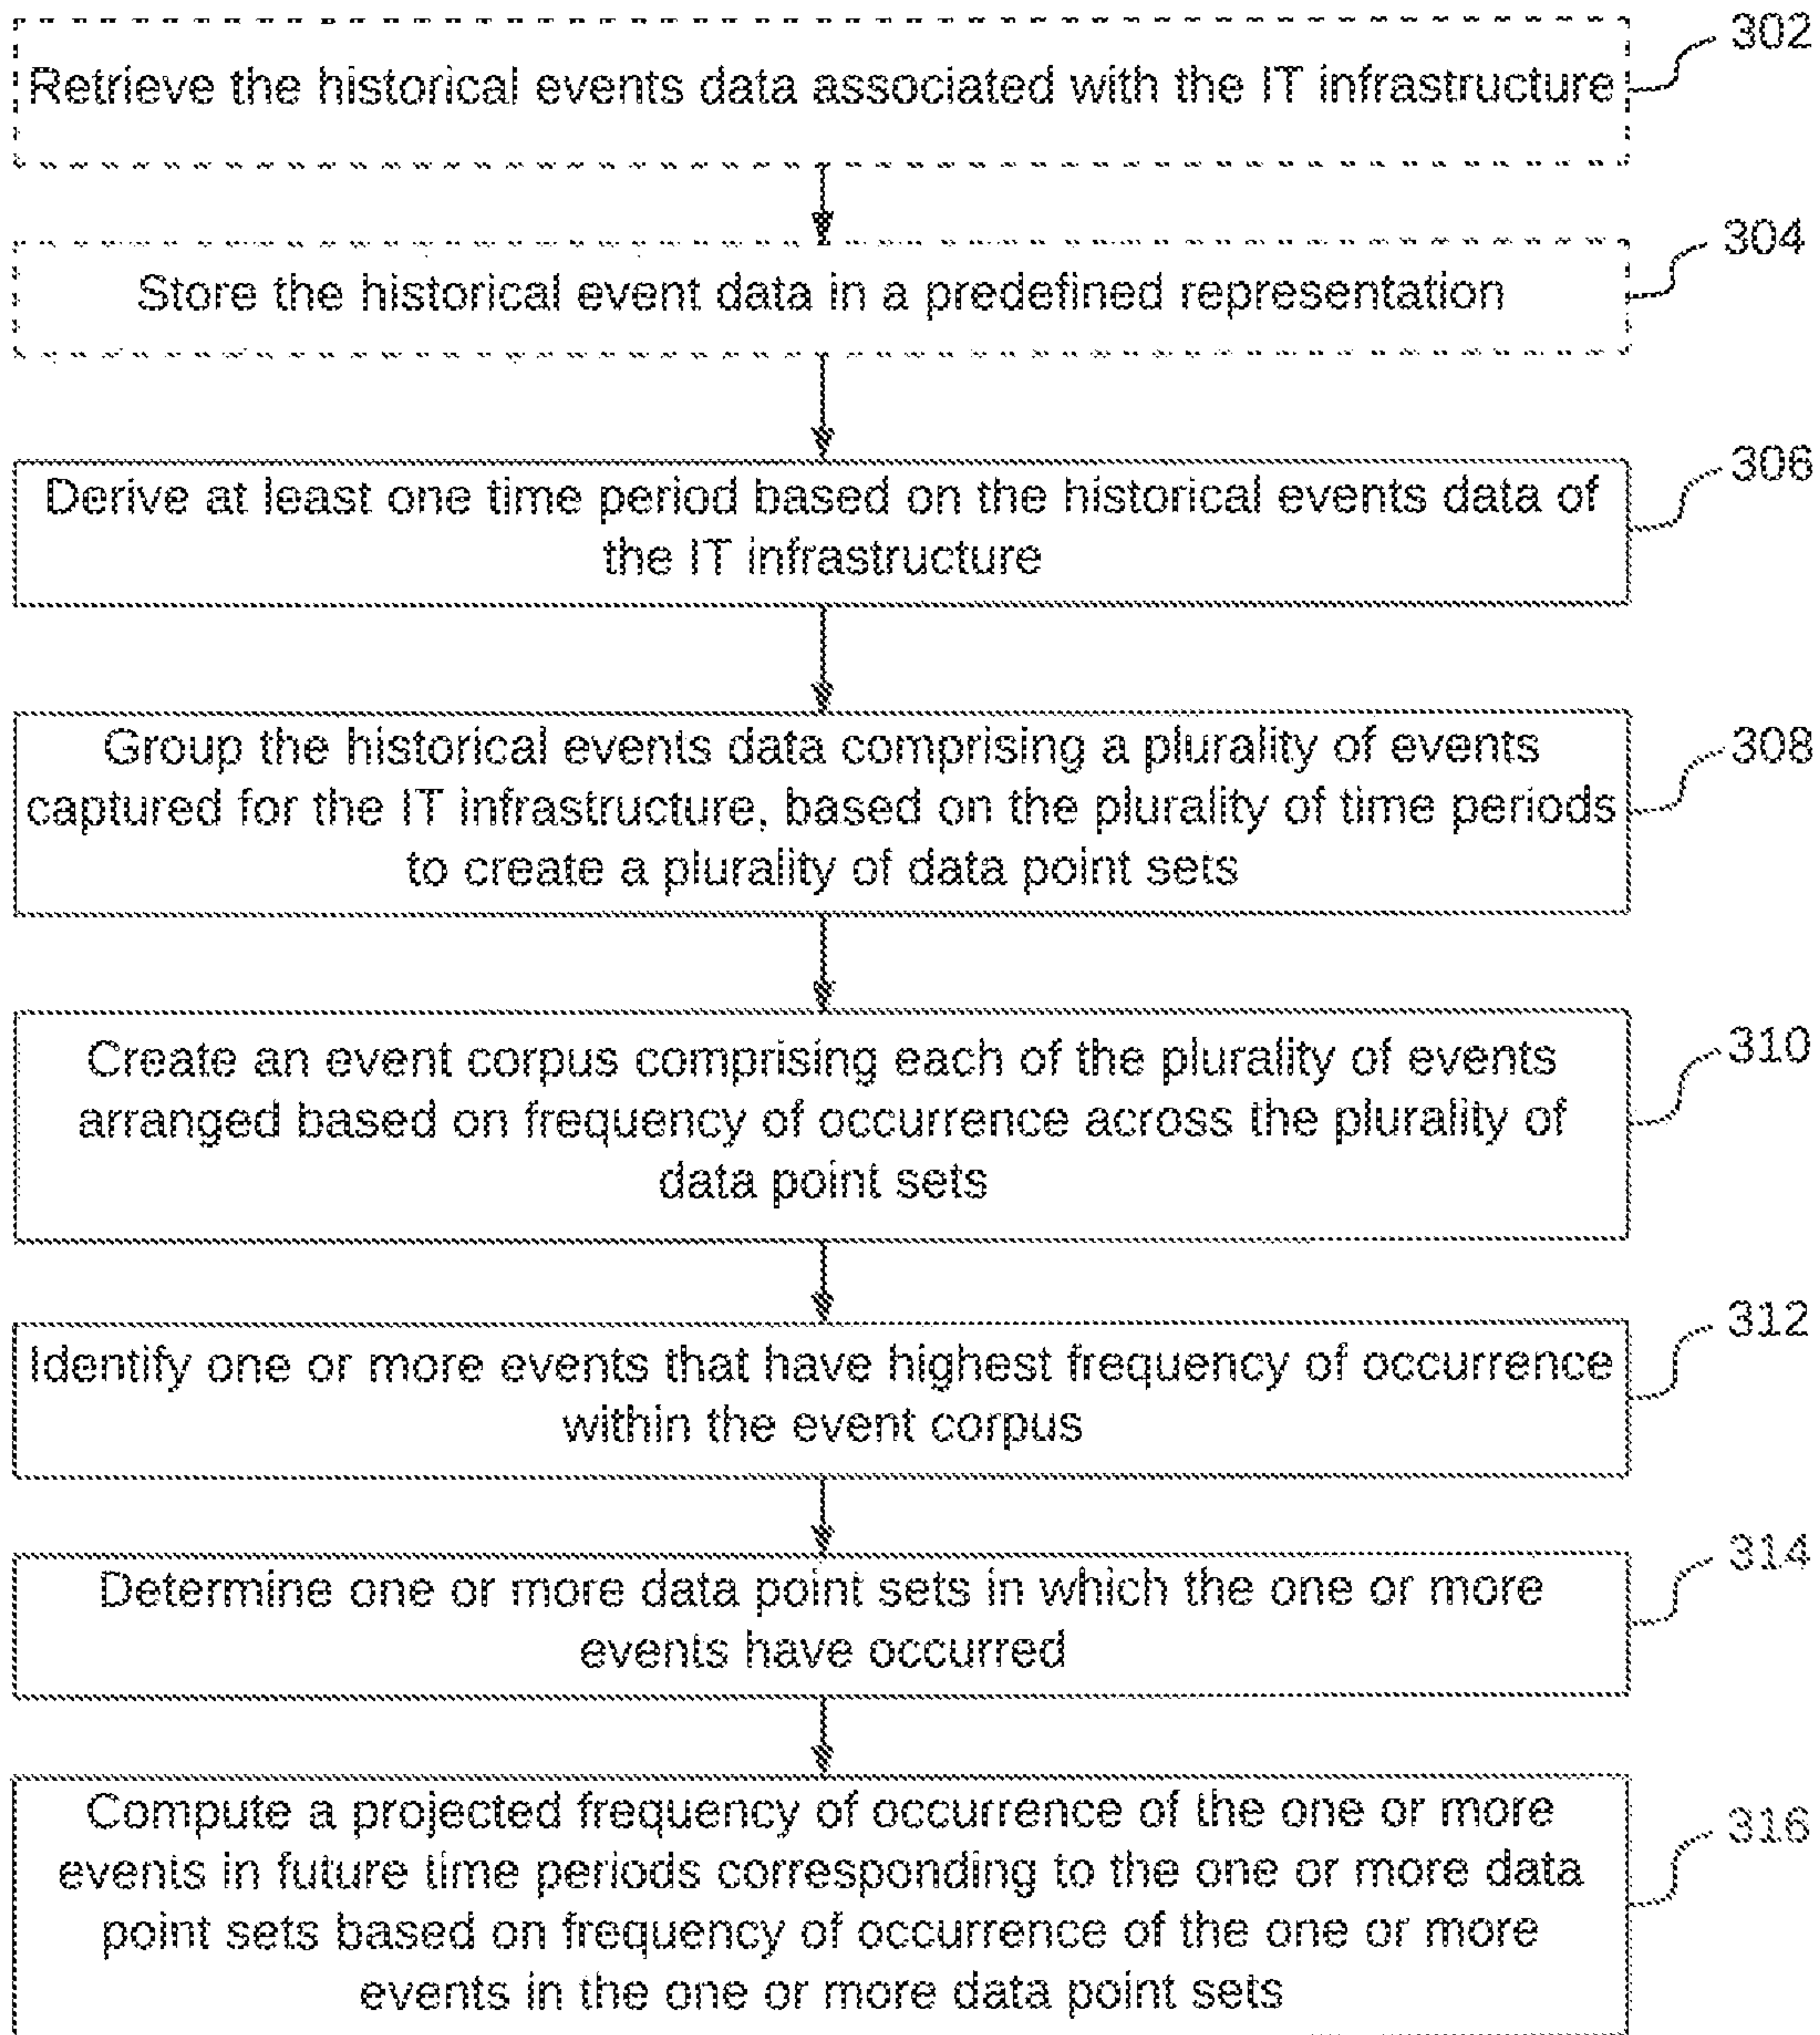 302
Retrieve the historical events data associated with the IT infrastructure
304
Store the historical event data in a predefined representation
306
Derive at least one time period based on the historical events data of
the IT infrastructure
308
Group the historical events data comprising a plurality of events
captured for the IT infrastructure, based on the plurality of time periods
to create a plurality of data point sets
310
Create an event corpus comprising each of the plurality of events
arranged based on frequency of occurrence across the plurality of
data point sets
312
Identify one or more events that have highest frequency of occurrence
within the event corpus
314
Determine one or more data point sets in which the one or more
events have occurred
316
Compute a projected frequency of occurrence of the one or more
events in future time periods corresponding to the one or more data
point sets based on frequency of occurrence of the one or more
events in the one or more data point sets